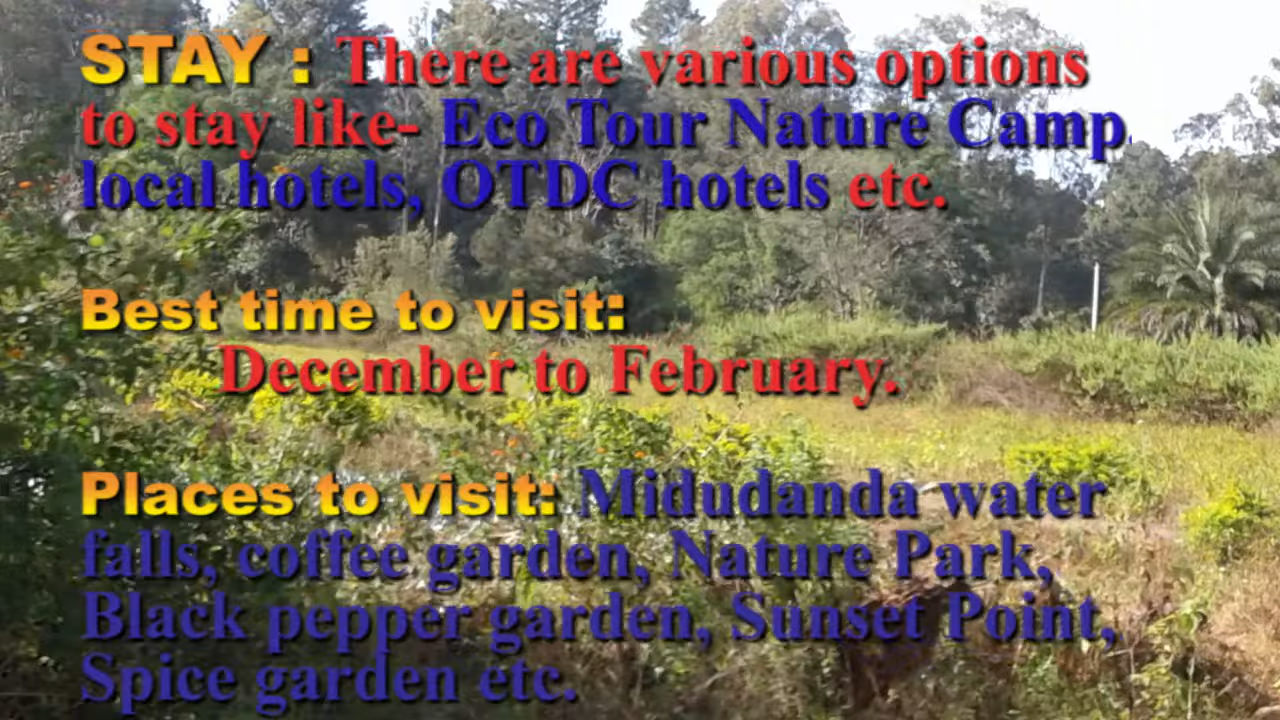 STAY : There are various options
to stay like- Eco Tour Nature Camp,
local hotels, OTDC hotels etc.
Best time to visit:
December to February.
Places to visit: Midudanda water
falls, coffee garden, Nature Park,
Black pepper garden, Sunset Point,
Spice garden etc.